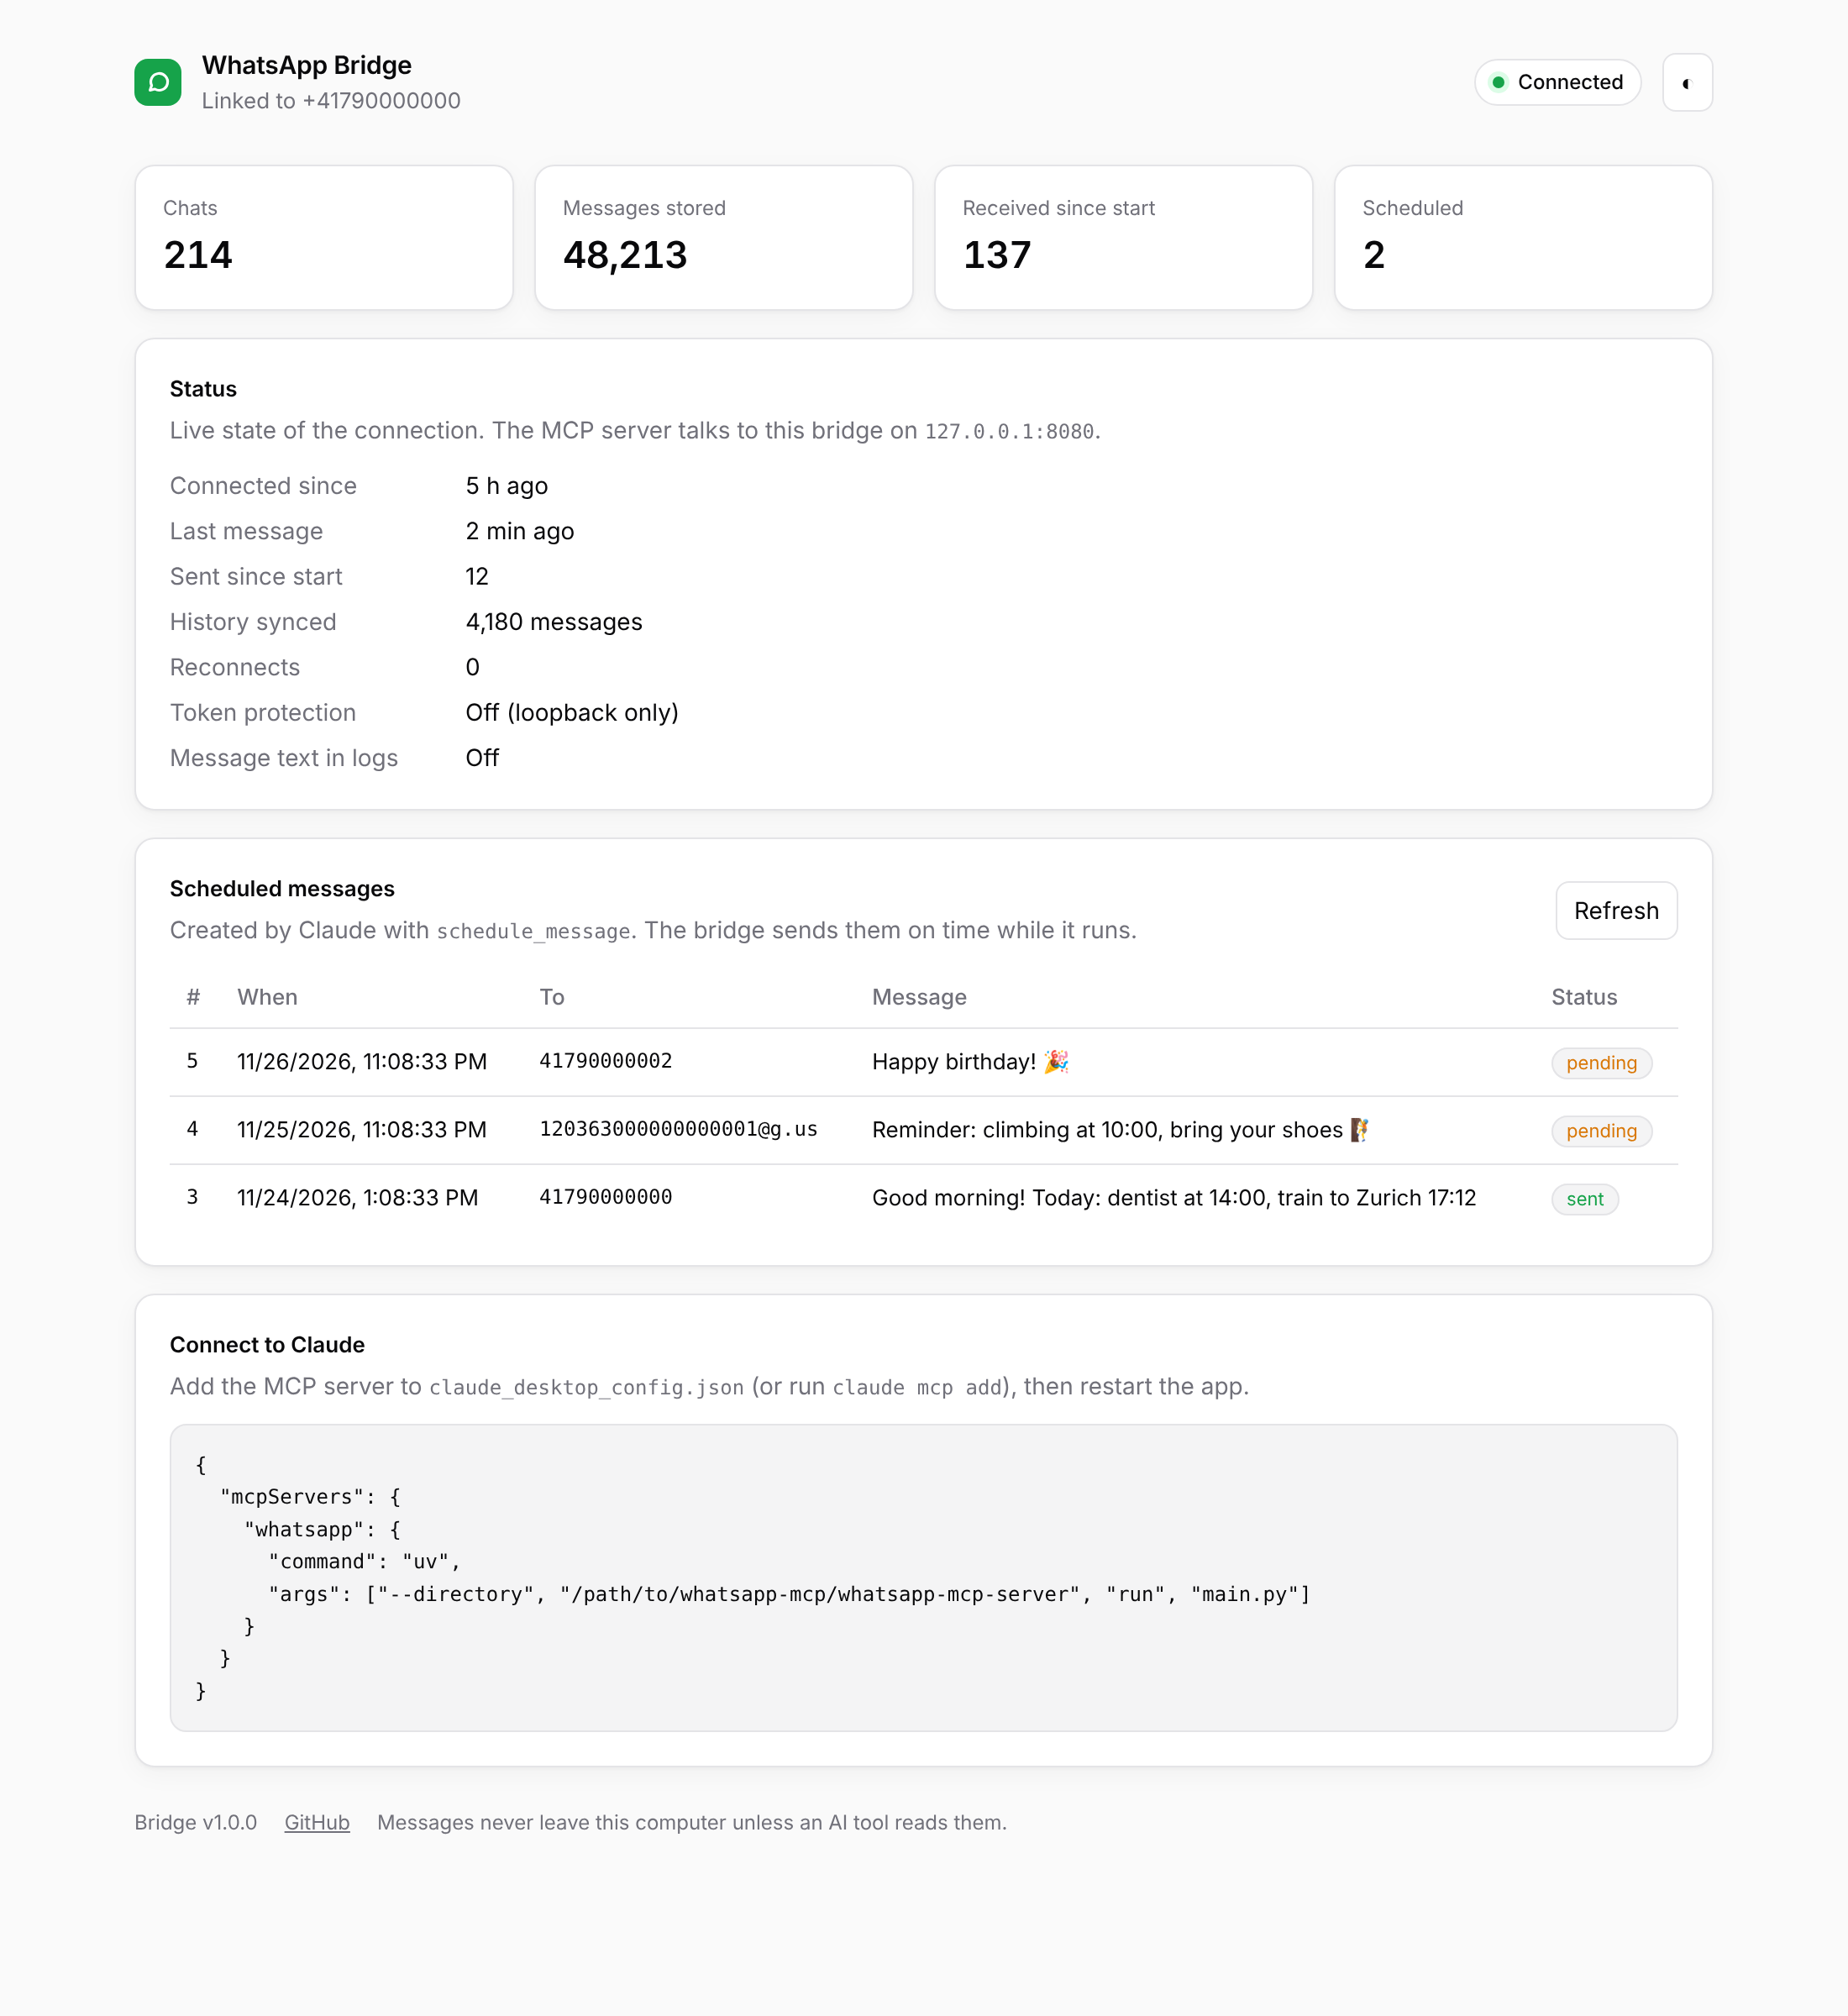 WhatsApp Bridge
Linked to +41790000000
Connected
Chats
214
Messages stored
48,213
Received since start
137
Scheduled
2
Status
Live state of the connection. The MCP server talks to this bridge on 127.0.0.1:8080.
Connected since 5 h ago
Last message 2 min ago
Sent since start 12
History synced 4,180 messages
Reconnects 0
Token protection Off (loopback only)
Message text in logs Off
Scheduled messages
Created by Claude with schedule_message. The bridge sends them on time while it runs.
Refresh
# When To Message Status
5 11/26/2026, 11:08:33 PM 41790000002 Happy birthday! 🎉 pending
4 11/25/2026, 11:08:33 PM 120363000000000001@g.us Reminder: climbing at 10:00, bring your shoes 🧗 pending
3 11/24/2026, 1:08:33 PM 41790000000 Good morning! Today: dentist at 14:00, train to Zurich 17:12 sent
Connect to Claude
Add the MCP server to claude_desktop_config.json (or run claude mcp add), then restart the app.
{
  "mcpServers": {
    "whatsapp": {
      "command": "uv",
      "args": ["--directory", "/path/to/whatsapp-mcp/whatsapp-mcp-server", "run", "main.py"]
    }
  }
}
Bridge v1.0.0 GitHub Messages never leave this computer unless an AI tool reads them.